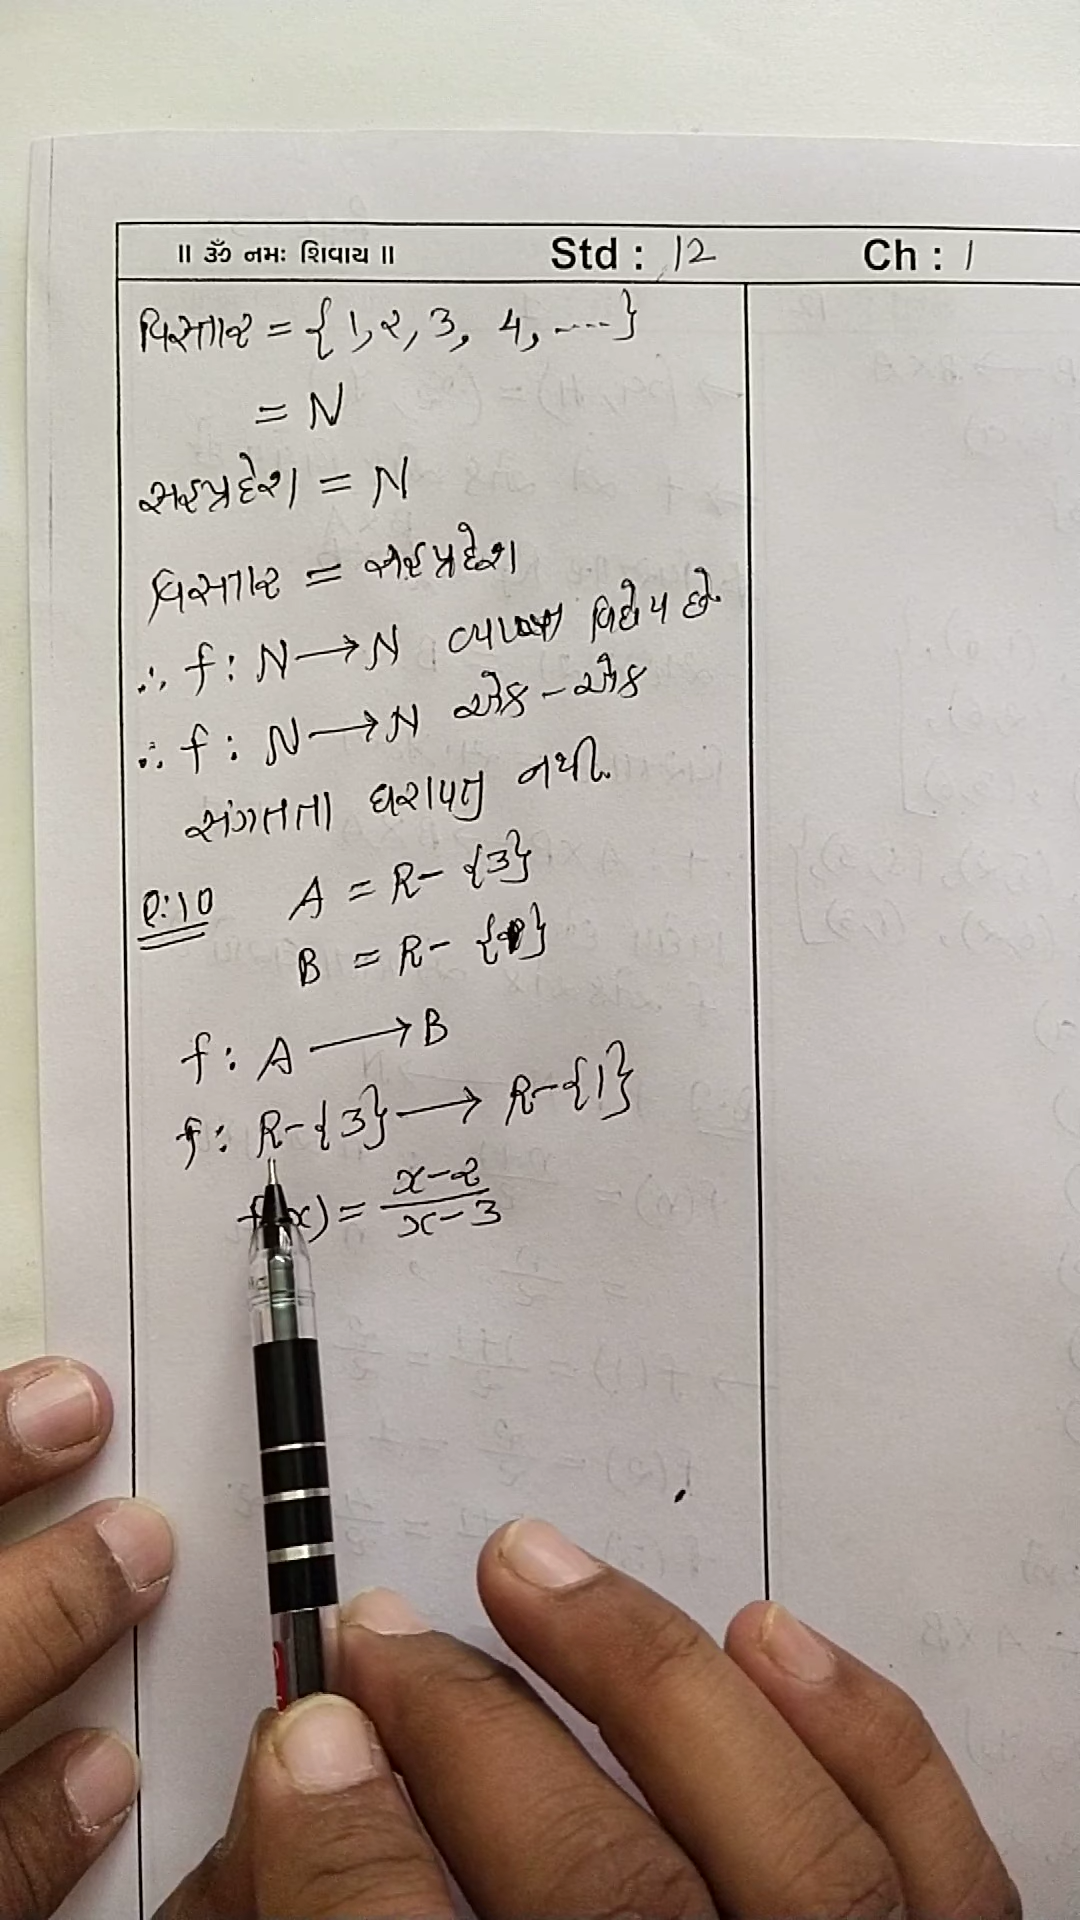 ॥ ૐ નમઃ શિવાય ॥ Std : 12 Ch : 1
વિસ્તાર = {1, ૨, 3, 4, ....}
= N
સહપ્રદેશ = N
વિસ્તાર = સહપ્રદેશ
∴ f : N → N વ્યાપ્ત વિધેય છે.
∴ f : N → N એક - એક
સંગતતા ધરાવતુ નથી.
Q:10 A = R - {3}
B = R - {1}
f : A → B
f : R-{3} → R-{1}
f(x) = x-2 / x-3